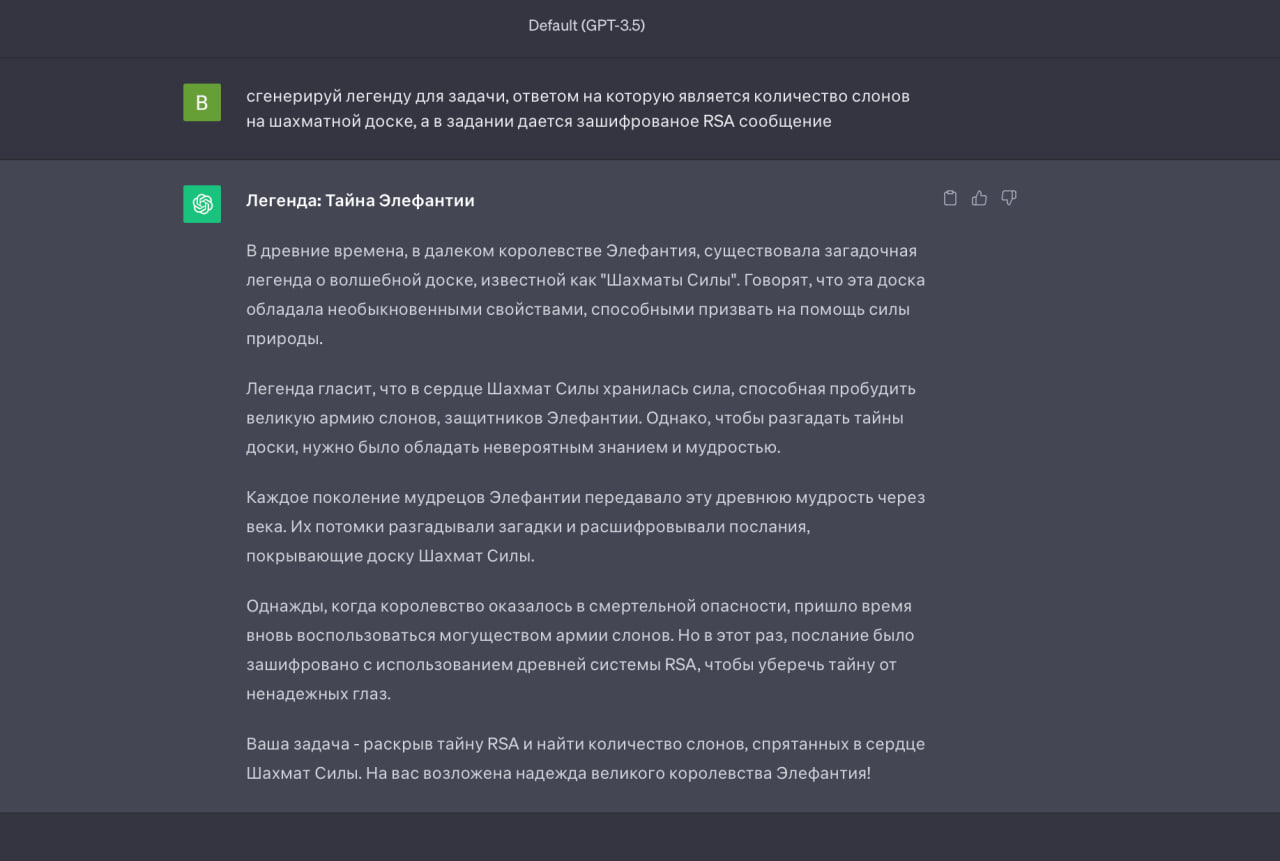 Default (GPT-3.5)
B
сгенерируй легенду для задачи, ответом на которую является количество слонов
на шахматной доске, а в задании дается зашифрованое RSA сообщение
Легенда: Тайна Элефантии
В древние времена, в далеком королевстве Элефантия, существовала загадочная
легенда о волшебной доске, известной как "Шахматы Силы". Говорят, что эта доска
обладала необыкновенными свойствами, способными призвать на помощь силы
природы.
Легенда гласит, что в сердце Шахмат Силы хранилась сила, способная пробудить
великую армию слонов, защитников Элефантии. Однако, чтобы разгадать тайны
доски, нужно было обладать невероятным знанием и мудростью.
Каждое поколение мудрецов Элефантии передавало эту древнюю мудрость через
века. Их потомки разгадывали загадки и расшифровывали послания,
покрывающие доску Шахмат Силы.
Однажды, когда королевство оказалось в смертельной опасности, пришло время
вновь воспользоваться могуществом армии слонов. Но в этот раз, послание было
зашифровано с использованием древней системы RSA, чтобы уберечь тайну от
ненадежных глаз.
Ваша задача - раскрыв тайну RSA и найти количество слонов, спрятанных в сердце
Шахмат Силы. На вас возложена надежда великого королевства Элефантия!